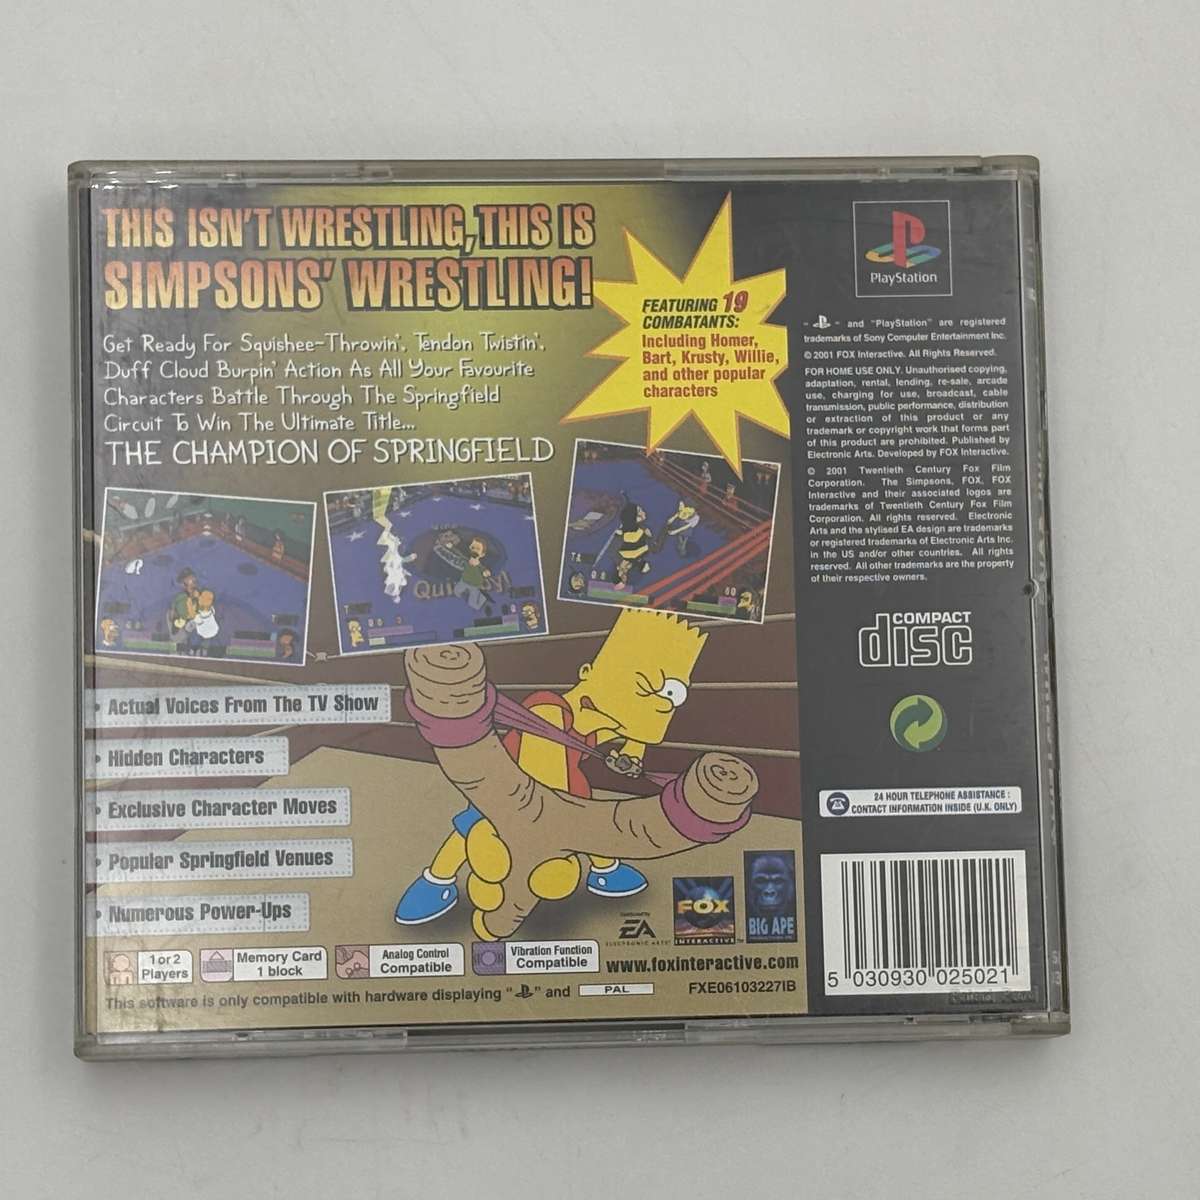 THIS ISN'T WRESTLING, THIS IS
SIMPSONS' WRESTLING!
Get Ready For Squishee-Throwin', Tendon Twistin',
Duff Cloud Burpin' Action As All Your Favourite
Characters Battle Through The Springfield
Circuit To Win The Ultimate Title...
THE CHAMPION OF SPRINGFIELD
FEATURING 19
COMBATANTS:
Including Homer,
Bart, Krusty, Willie,
and other popular
characters
• Actual Voices From The TV Show
• Hidden Characters
• Exclusive Character Moves
• Popular Springfield Venues
• Numerous Power-Ups
1 or 2
Players
Memory Card
1 block
Analog Control
Compatible
Vibration Function
Compatible
This software is only compatible with hardware displaying " " and PAL
EA
ELECTRONIC ARTS
FOX
INTERACTIVE
BIG APE
www.foxinteractive.com
FXE06103227IB
PlayStation
" " and "PlayStation" are registered
trademarks of Sony Computer Entertainment Inc.
© 2001 FOX Interactive. All Rights Reserved.
FOR HOME USE ONLY. Unauthorised copying,
adaptation, rental, lending, re-sale, arcade
use, charging for use, broadcast, cable
transmission, public performance, distribution
or extraction of this product or any
trademark or copyright work that forms part
of this product are prohibited. Published by
Electronic Arts. Developed by FOX Interactive.
© 2001 Twentieth Century Fox Film
Corporation. The Simpsons, FOX, FOX
Interactive and their associated logos are
trademarks of Twentieth Century Fox Film
Corporation. All rights reserved. Electronic
Arts and the stylised EA design are trademarks
or registered trademarks of Electronic Arts Inc.
in the US and/or other countries. All rights
reserved. All other trademarks are the property
of their respective owners.
COMPACT
disc
24 HOUR TELEPHONE ASSISTANCE :
CONTACT INFORMATION INSIDE (U.K. ONLY)
5 030930 025021